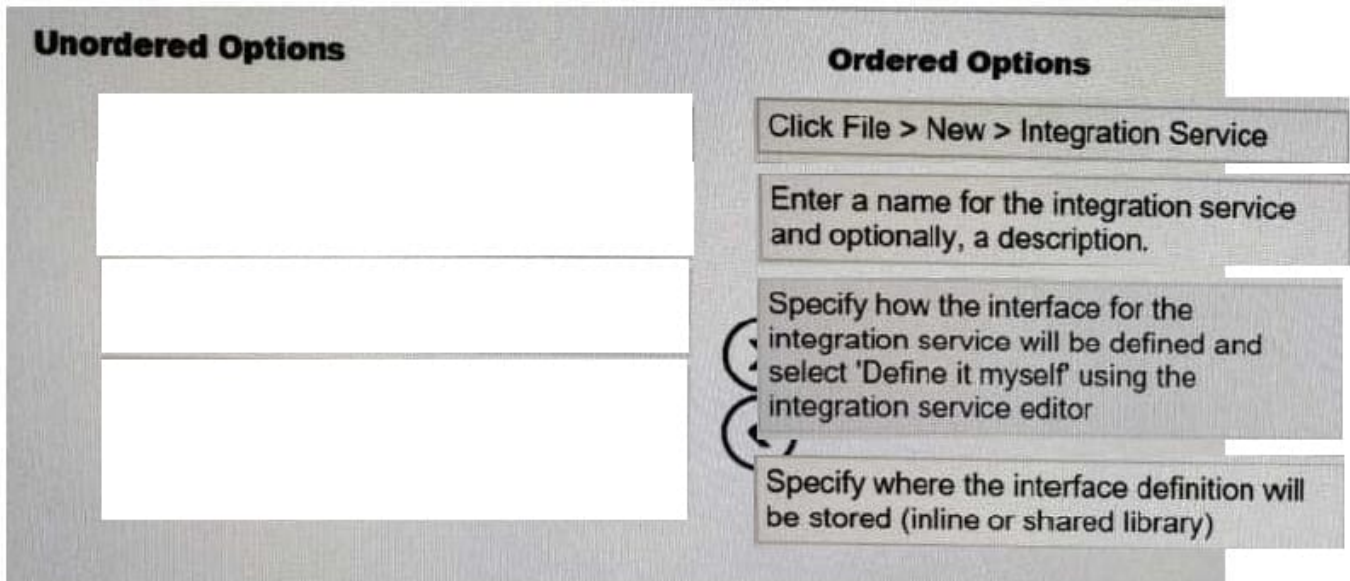 Unordered Options
Ordered Options
Click File > New > Integration Service
Enter a name for the integration service
and optionally, a description.
Specify how the interface for the
integration service will be defined and
select 'Define it myself' using the
integration service editor
Specify where the interface definition will
be stored (inline or shared library)